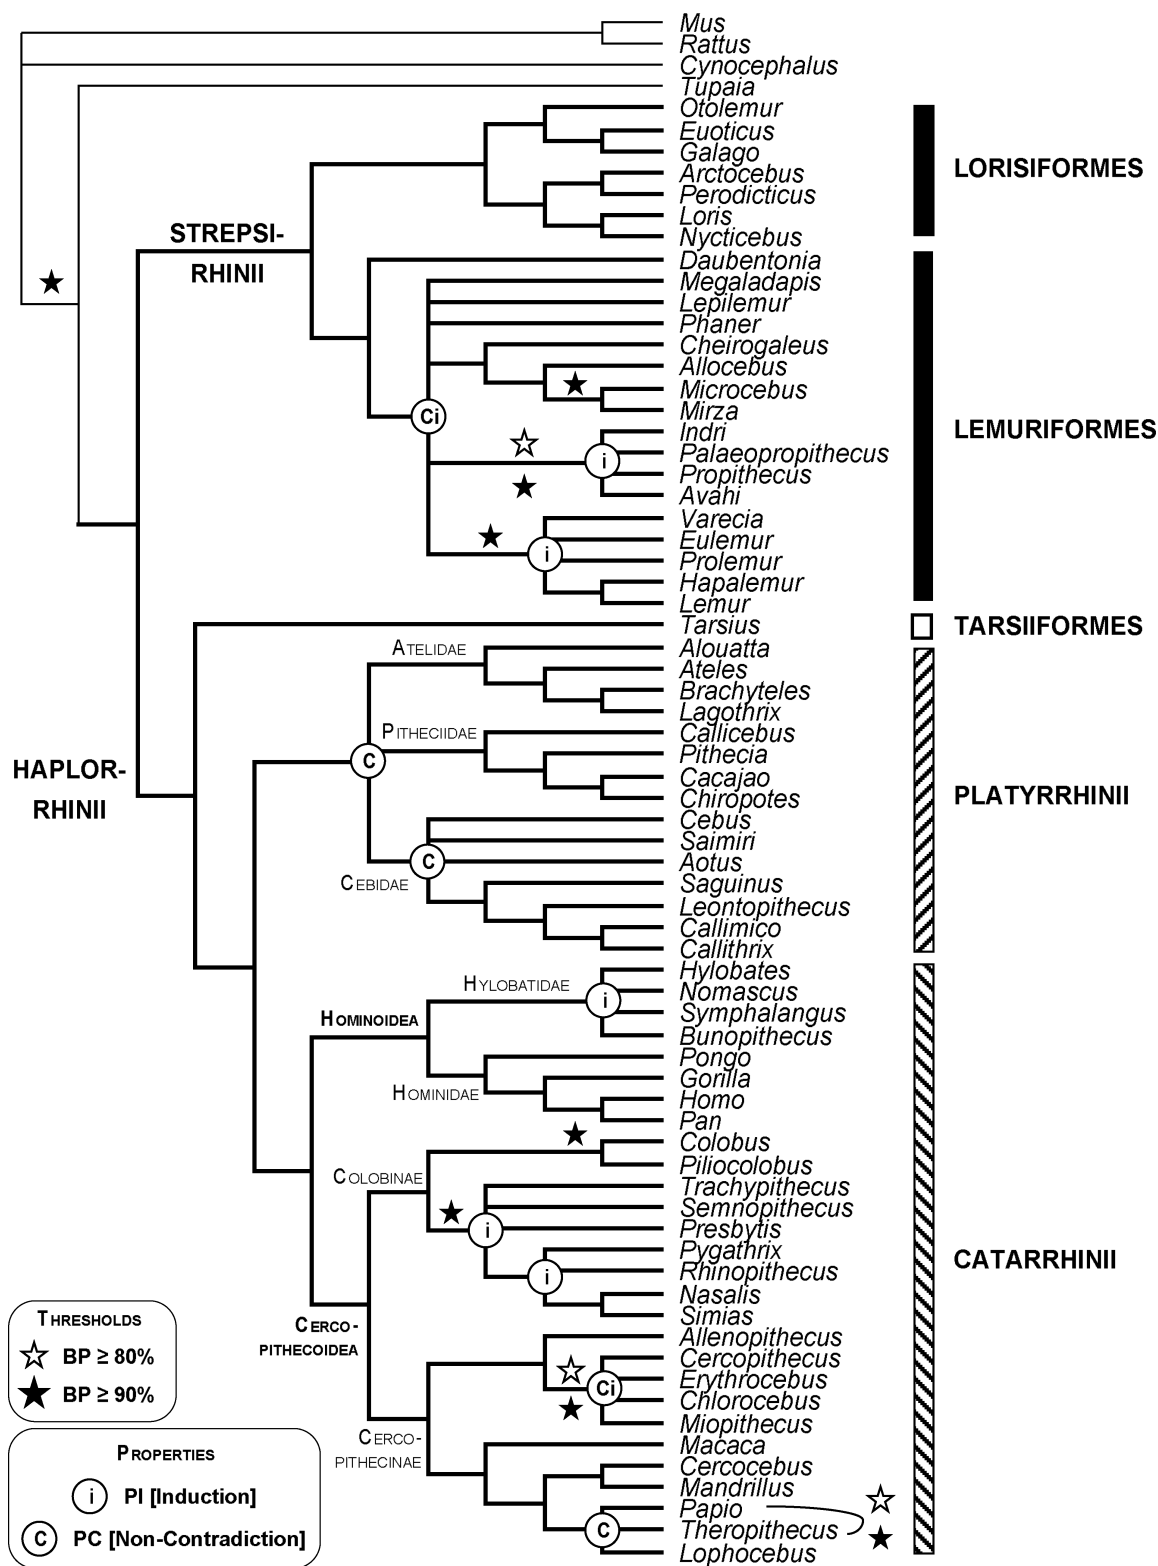 Mus
Rattus
Cynocephalus
Tupaia
Otolemur
Euoticus
Galago
Arctocebus
Perodicticus
Loris
Nycticebus
LORISIFORMES
STREPSI-
RHINII
Daubentonia
Megaladapis
Lepilemur
Phaner
Cheirogaleus
Allocebus
Microcebus
Mirza
Ci
Indri
Palaeopropithecus
Propithecus
Avahi
i
Varecia
Eulemur
Prolemur
Hapalemur
Lemur
i
LEMURIFORMES
Tarsius
TARSIIFORMES
HAPLOR-
RHINII
ATELIDAE
Alouatta
Ateles
Brachyteles
Lagothrix
PITHECIIDAE
C
Callicebus
Pithecia
Cacajao
Chiropotes
Cebus
Saimiri
Aotus
C
CEBIDAE
Saguinus
Leontopithecus
Callimico
Callithrix
PLATYRRHINII
HYLOBATIDAE
Hylobates
Nomascus
i
Symphalangus
Bunopithecus
HOMINOIDEA
Pongo
Gorilla
HOMINIDAE
Homo
Pan
Colobus
Piliocolobus
COLOBINAE
Trachypithecus
Semnopithecus
Presbytis
i
Pygathrix
Rhinopithecus
i
Nasalis
Simias
CATARRHINII
CERCO-
PITHECOIDEA
Allenopithecus
Cercopithecus
Erythrocebus
Ci
Chlorocebus
Miopithecus
CERCO-
PITHECINAE
Macaca
Cercocebus
Mandrillus
Papio
C
Theropithecus
Lophocebus
THRESHOLDS
BP ≥ 80%
BP ≥ 90%
PROPERTIES
i PI [Induction]
C PC [Non-Contradiction]